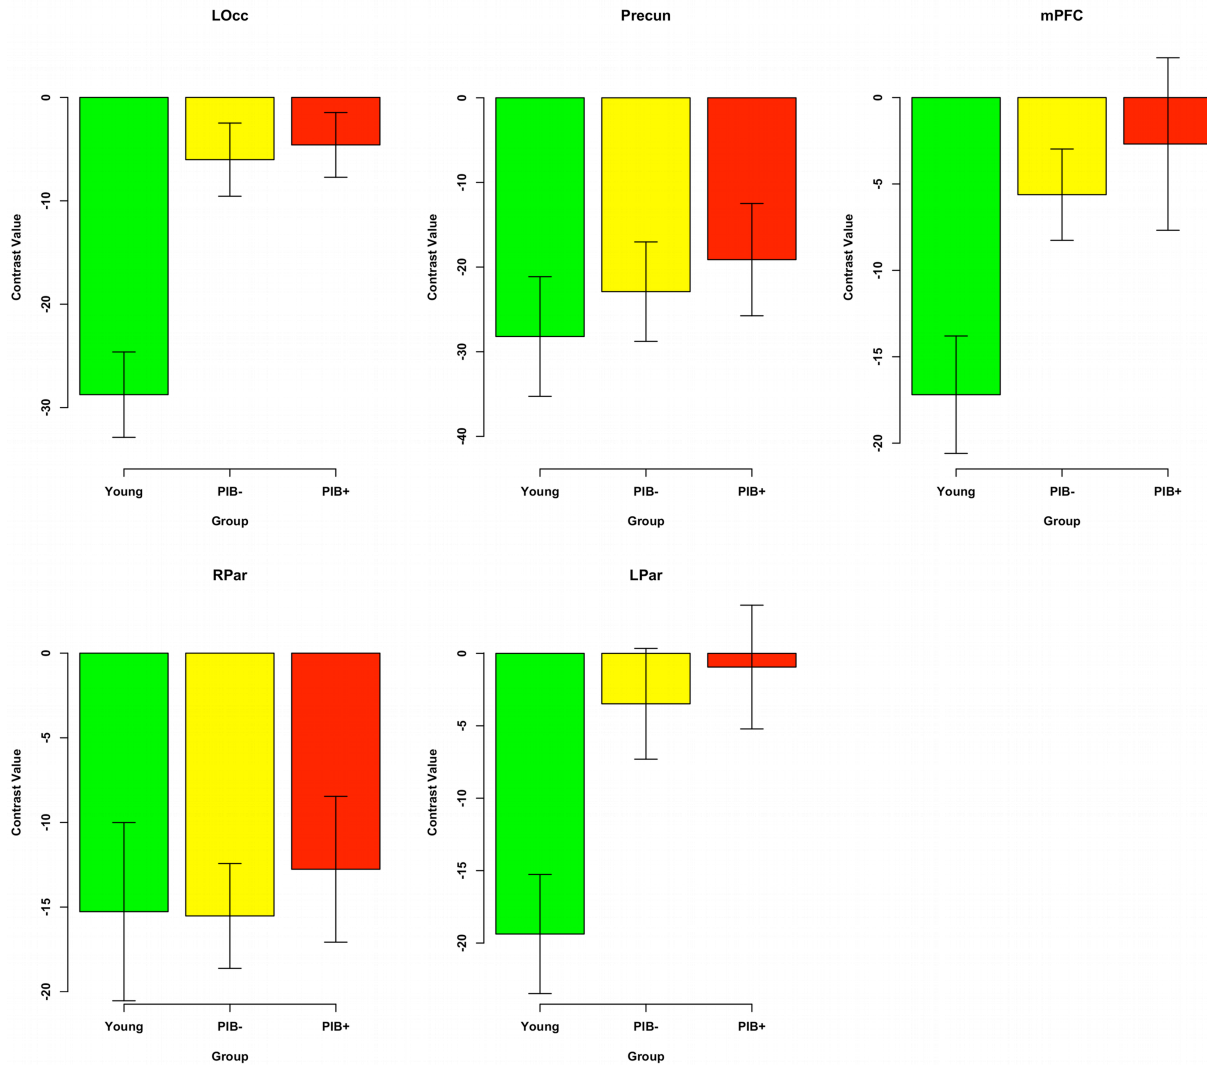 LOcc
Contrast Value
0
-10
-20
-30
Young PIB- PIB+
Group
Precun
Contrast Value
0
-10
-20
-30
-40
Young PIB- PIB+
Group
mPFC
Contrast Value
0
-5
-10
-15
-20
Young PIB- PIB+
Group
RPar
Contrast Value
0
-5
-10
-15
-20
Young PIB- PIB+
Group
LPar
Contrast Value
0
-5
-10
-15
-20
Young PIB- PIB+
Group